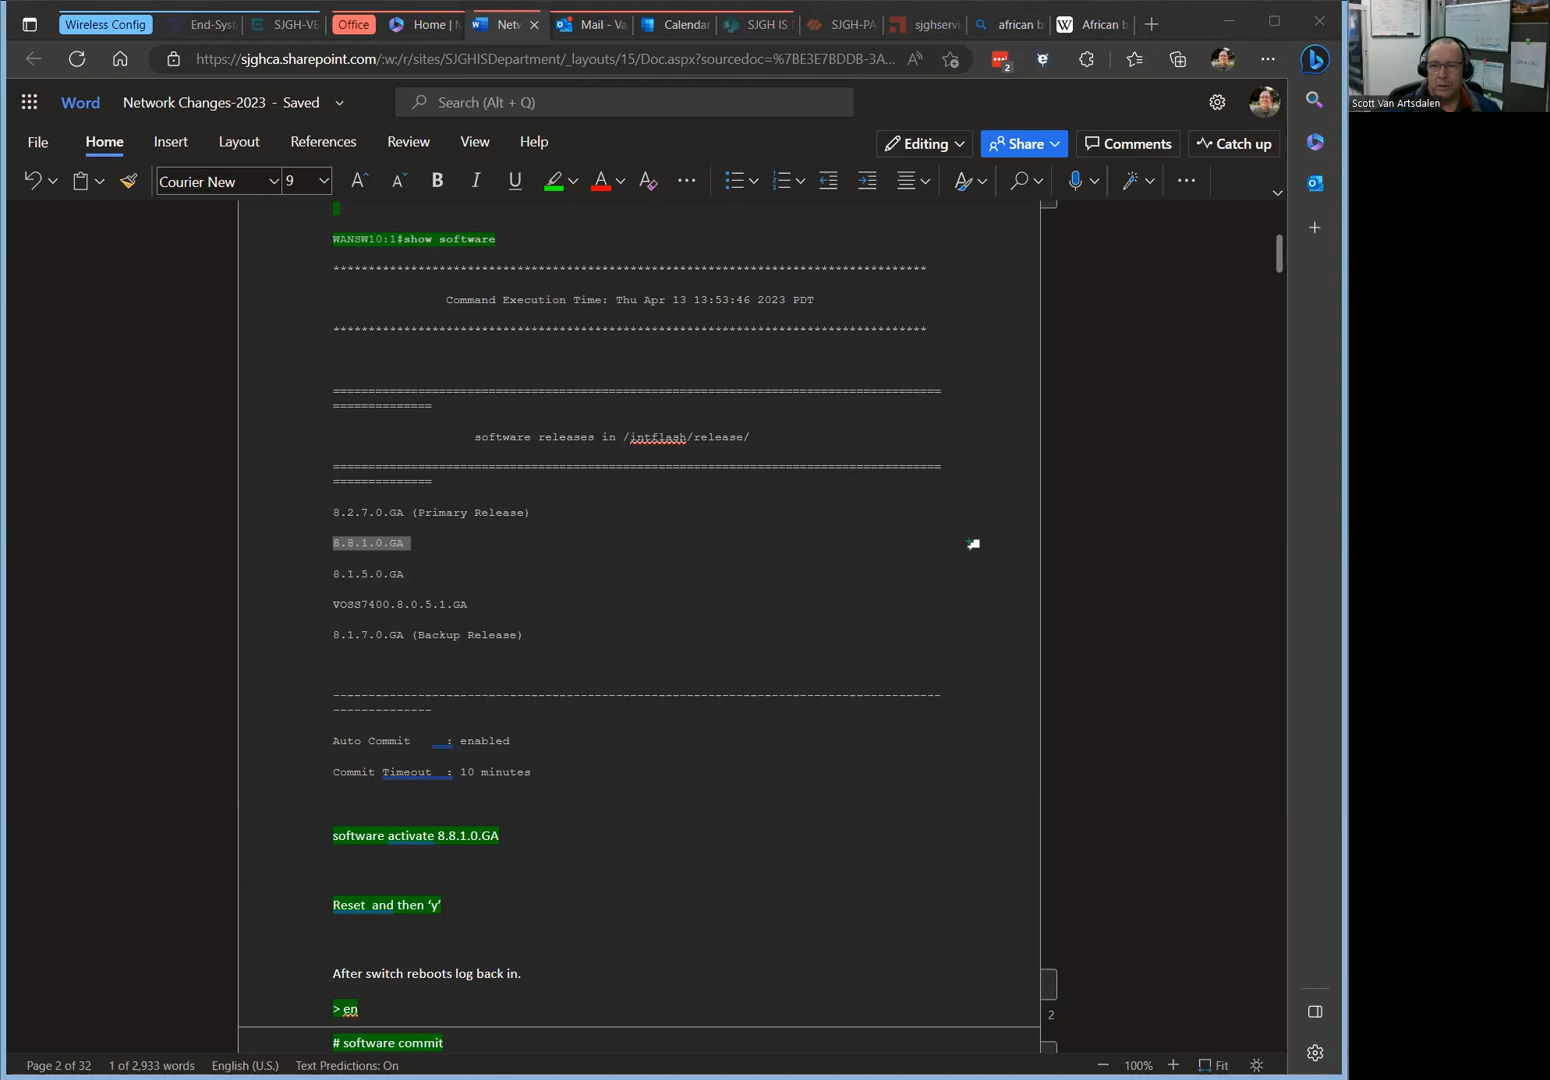 Wireless Config
End-Syst
SJGH-VE
Office
Home | M
Netw
Mail - Va
Calendar
SJGH IS
SJGH-PA
sjghservi
african b
African b
https://sjghca.sharepoint.com/:w:/r/sites/SJGHISDepartment/_layouts/15/Doc.aspx?sourcedoc=%7BE3E7BDDB-3A...
2
Word
Network Changes-2023 - Saved
Search (Alt + Q)
Scott Van Artsdalen
File
Home
Insert
Layout
References
Review
View
Help
Editing
Share
Comments
Catch up
Courier New
9
WANSW10:1#show software
************************************************************************************
Command Execution Time: Thu Apr 13 13:53:46 2023 PDT
************************************************************************************
======================================================================================
==============
software releases in /intflash/release/
======================================================================================
==============
8.2.7.0.GA (Primary Release)
8.8.1.0.GA
8.1.5.0.GA
VOSS7400.8.0.5.1.GA
8.1.7.0.GA (Backup Release)
--------------------------------------------------------------------------------------
--------------
Auto Commit : enabled
Commit Timeout : 10 minutes
software activate 8.8.1.0.GA
Reset and then ‘y’
After switch reboots log back in.
> en
2
# software commit
Page 2 of 32
1 of 2,933 words
English (U.S.)
Text Predictions: On
100%
Fit